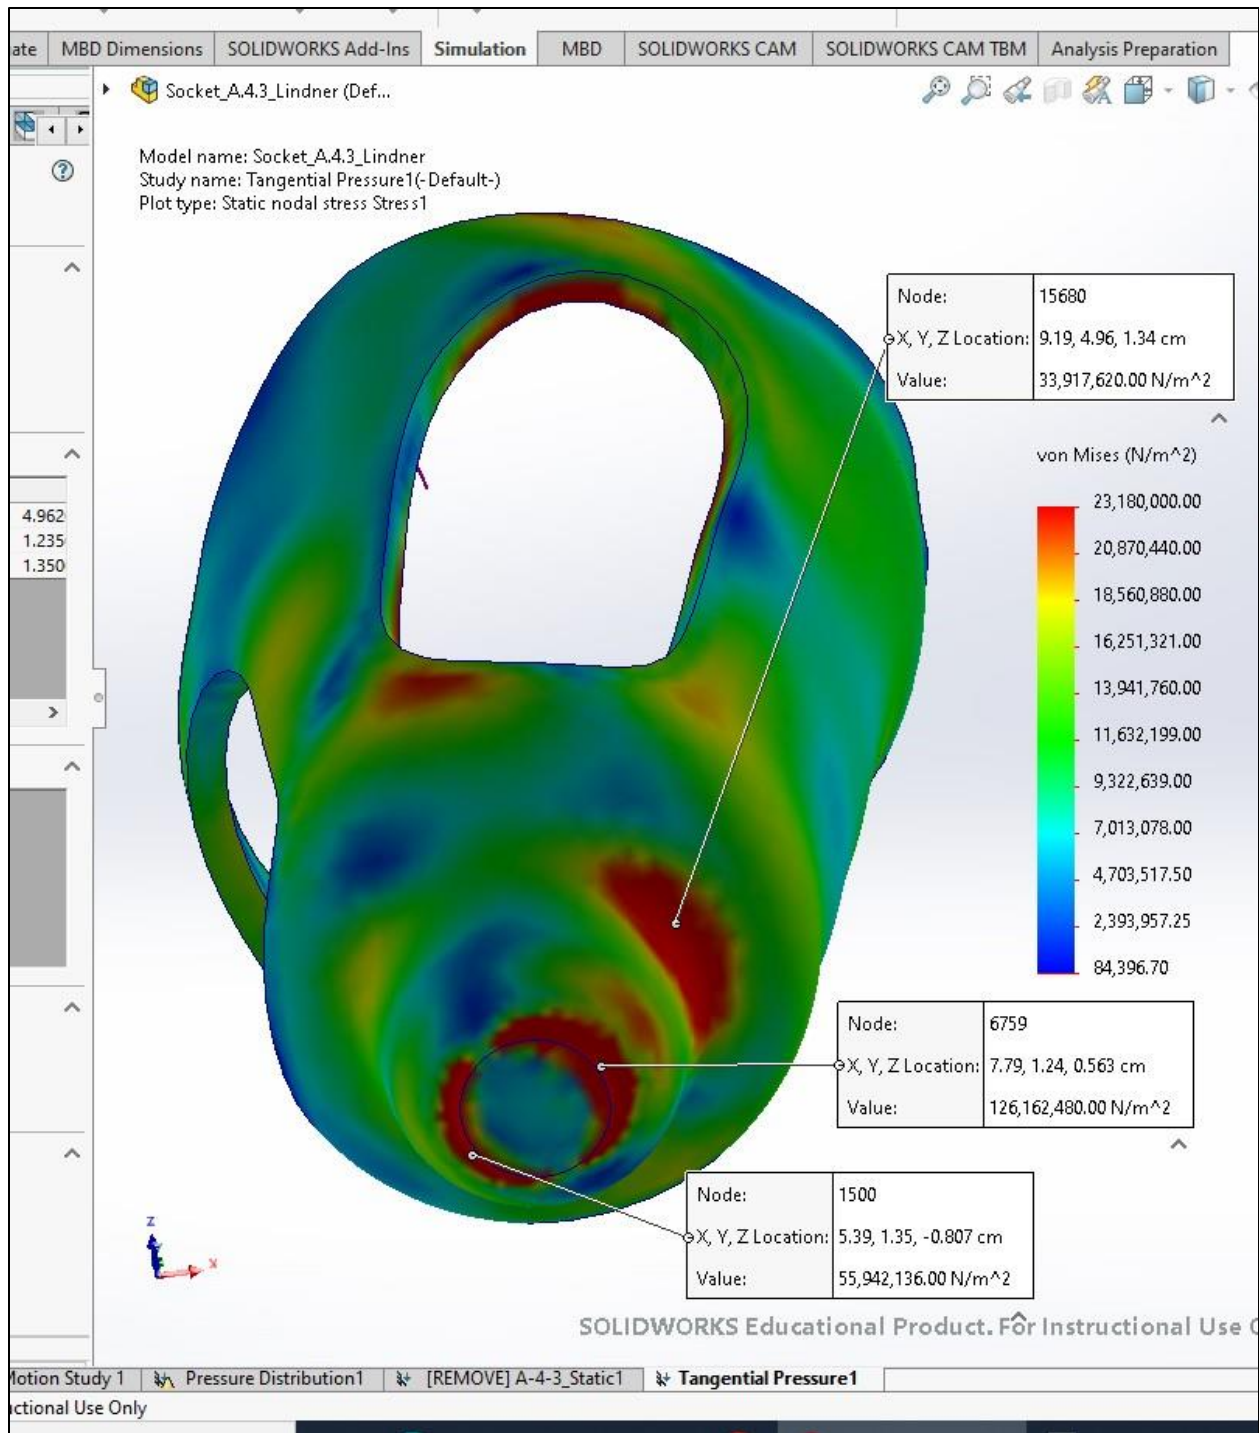 ate MBD Dimensions SOLIDWORKS Add-Ins Simulation MBD SOLIDWORKS CAM SOLIDWORKS CAM TBM Analysis Preparation
Socket_A.4.3_Lindner (Def...
Model name: Socket_A.4.3_Lindner
Study name: Tangential Pressure1(-Default-)
Plot type: Static nodal stress Stress1
Node: 15680
X, Y, Z Location: 9.19, 4.96, 1.34 cm
Value: 33,917,620.00 N/m^2
von Mises (N/m^2)
23,180,000.00
20,870,440.00
18,560,880.00
16,251,321.00
13,941,760.00
11,632,199.00
9,322,639.00
7,013,078.00
4,703,517.50
2,393,957.25
84,396.70
4.962
1.235
1.350
Node: 6759
X, Y, Z Location: 7.79, 1.24, 0.563 cm
Value: 126,162,480.00 N/m^2
Node: 1500
X, Y, Z Location: 5.39, 1.35, -0.807 cm
Value: 55,942,136.00 N/m^2
z
x
SOLIDWORKS Educational Product. For Instructional Use
Motion Study 1 Pressure Distribution1 [REMOVE] A-4-3_Static1 Tangential Pressure1
ctional Use Only